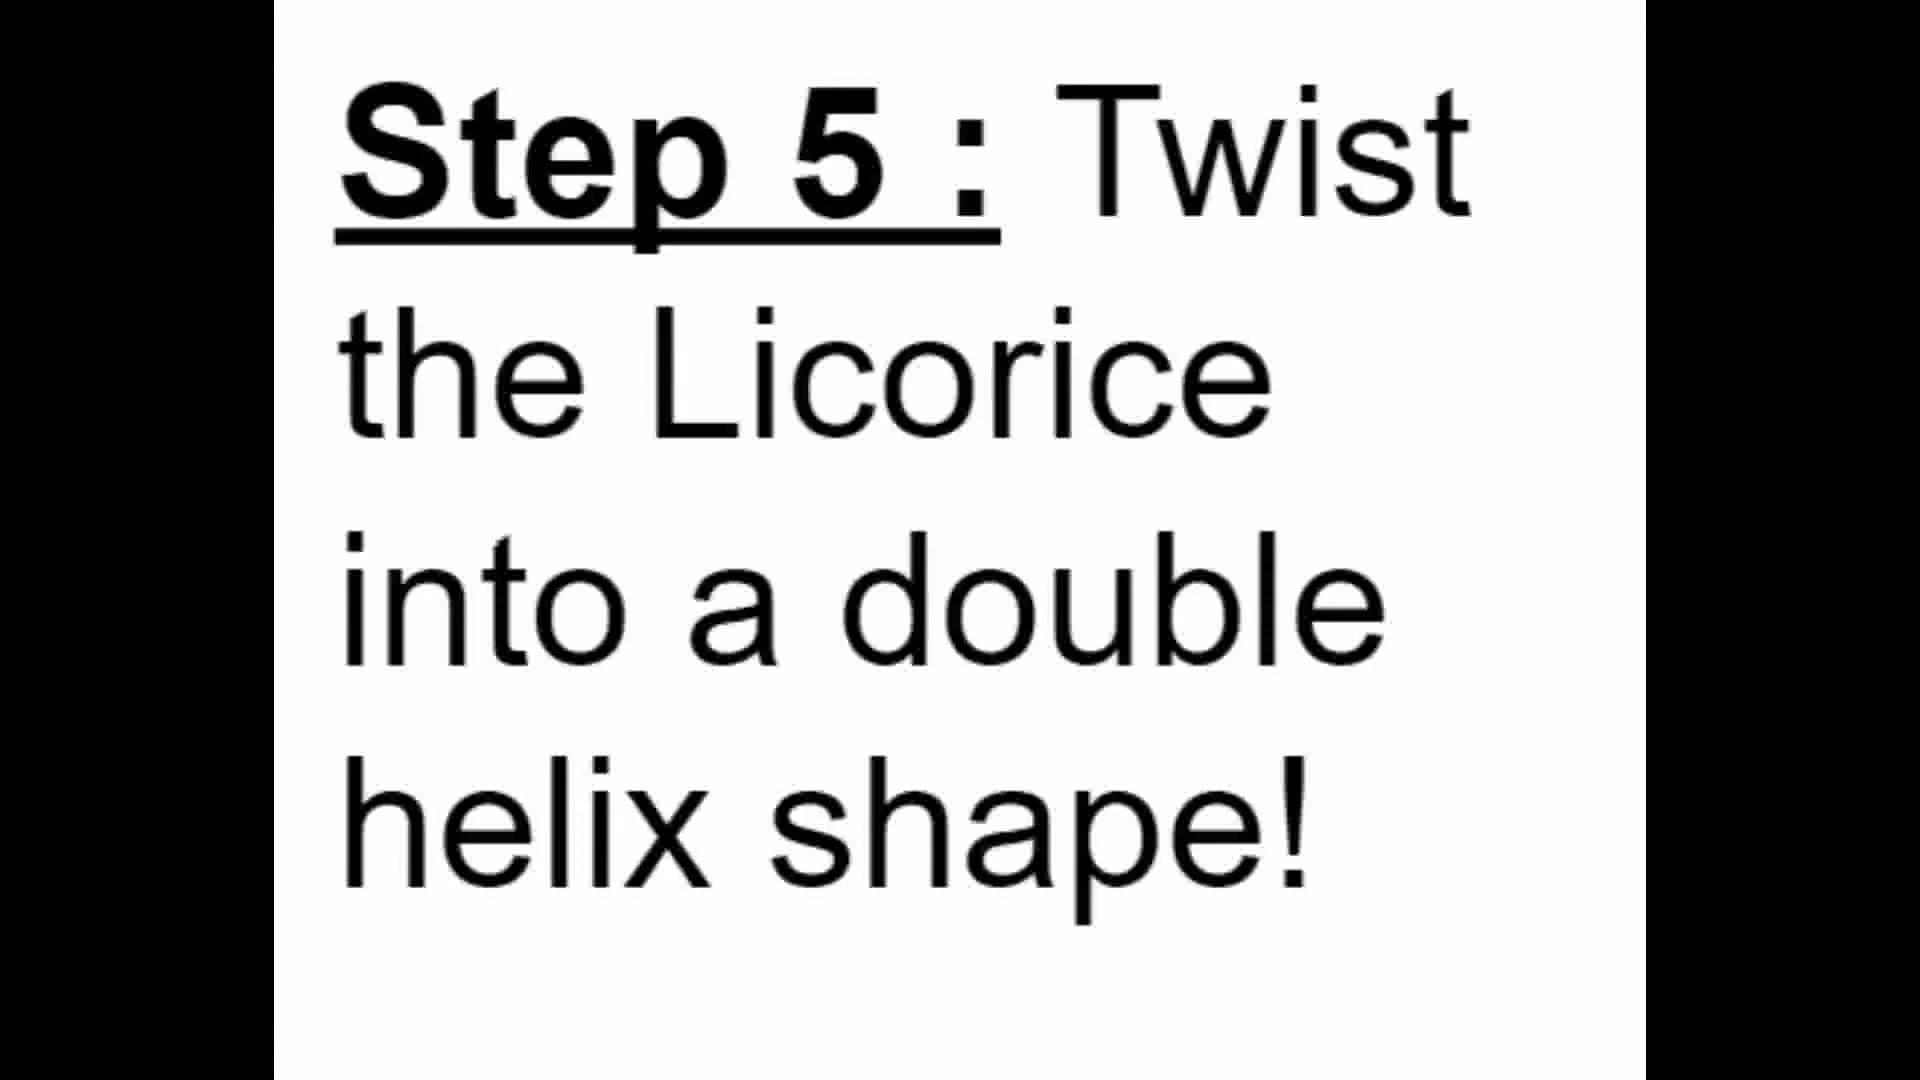 Step 5 : Twist
the Licorice
into a double
helix shape!